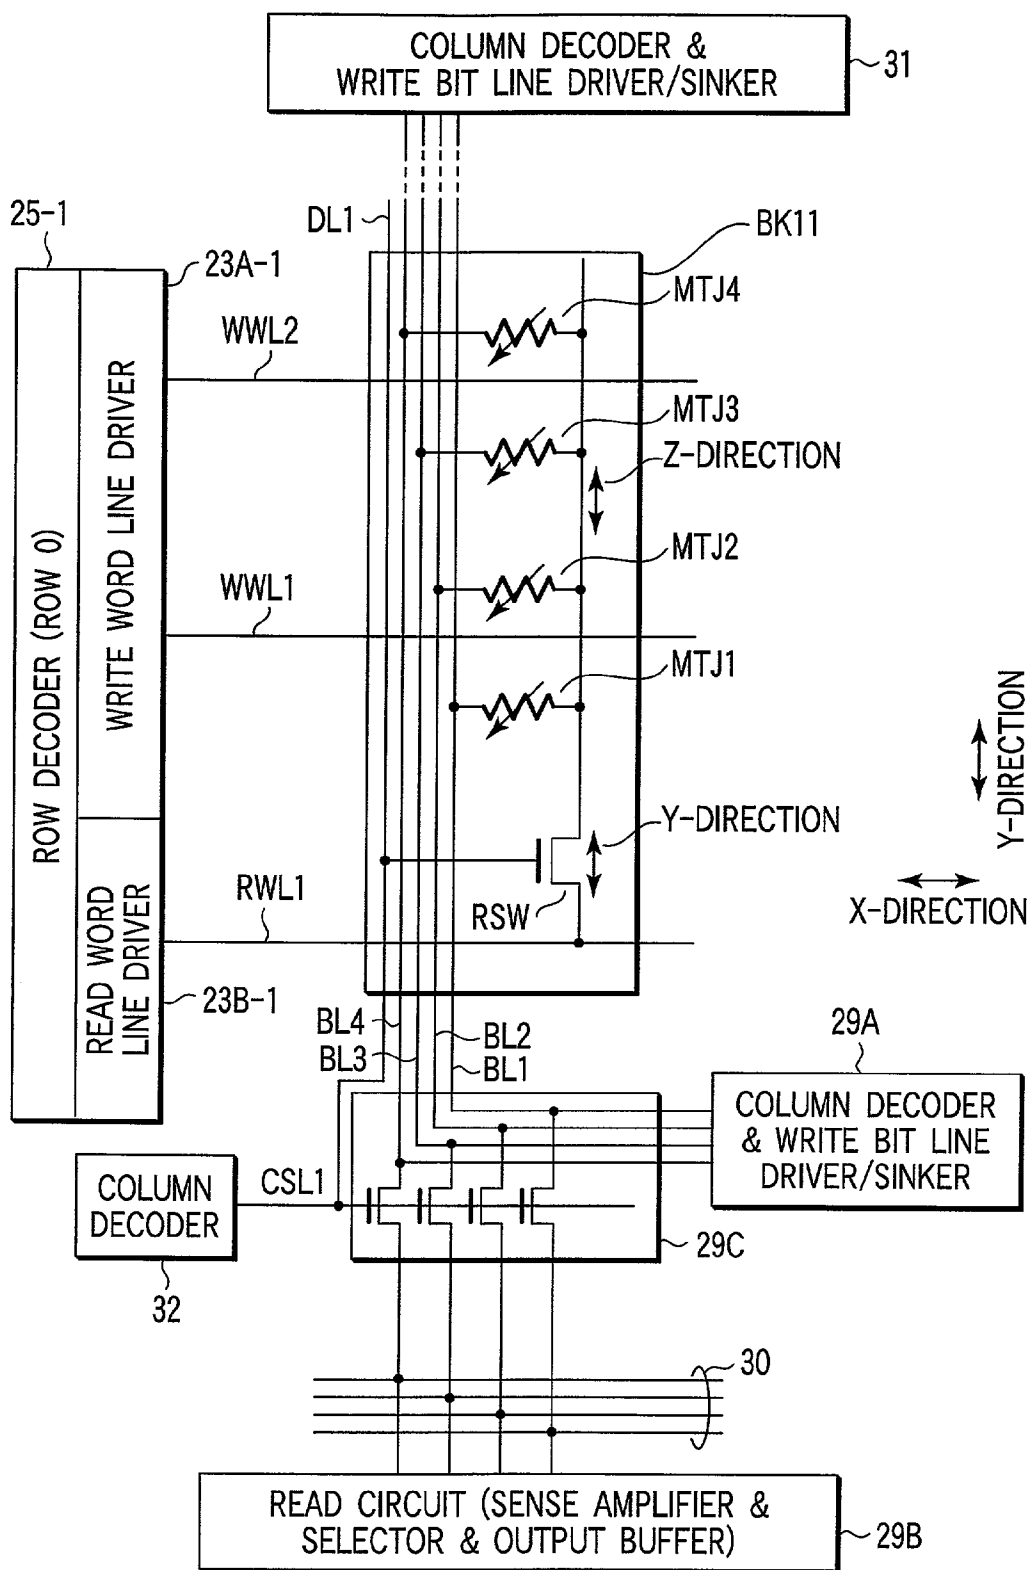 COLUMN DECODER &
WRITE BIT LINE DRIVER/SINKER
31
25-1
DL1
BK11
23A-1
MTJ4
WWL2
MTJ3
Z-DIRECTION
ROW DECODER (ROW 0)
WRITE WORD LINE DRIVER
MTJ2
WWL1
MTJ1
Y-DIRECTION
Y-DIRECTION
RWL1
RSW
X-DIRECTION
READ WORD
LINE DRIVER
23B-1
BL4
BL2
BL3
BL1
29A
COLUMN DECODER
& WRITE BIT LINE
DRIVER/SINKER
COLUMN
DECODER
CSL1
29C
32
30
READ CIRCUIT (SENSE AMPLIFIER &
SELECTOR & OUTPUT BUFFER)
29B